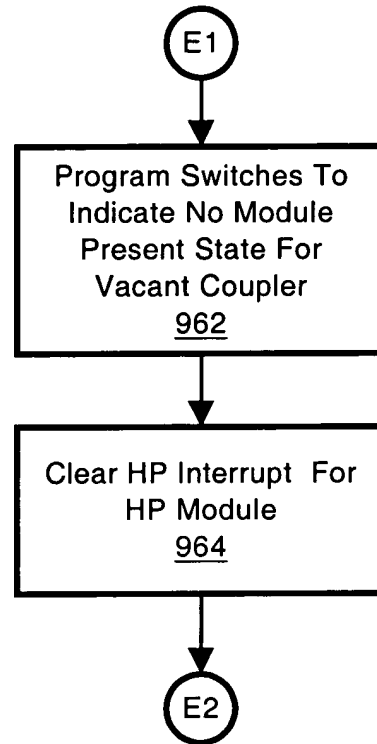 E1
Program Switches To
Indicate No Module
Present State For
Vacant Coupler
962
Clear HP Interrupt For
HP Module
964
E2